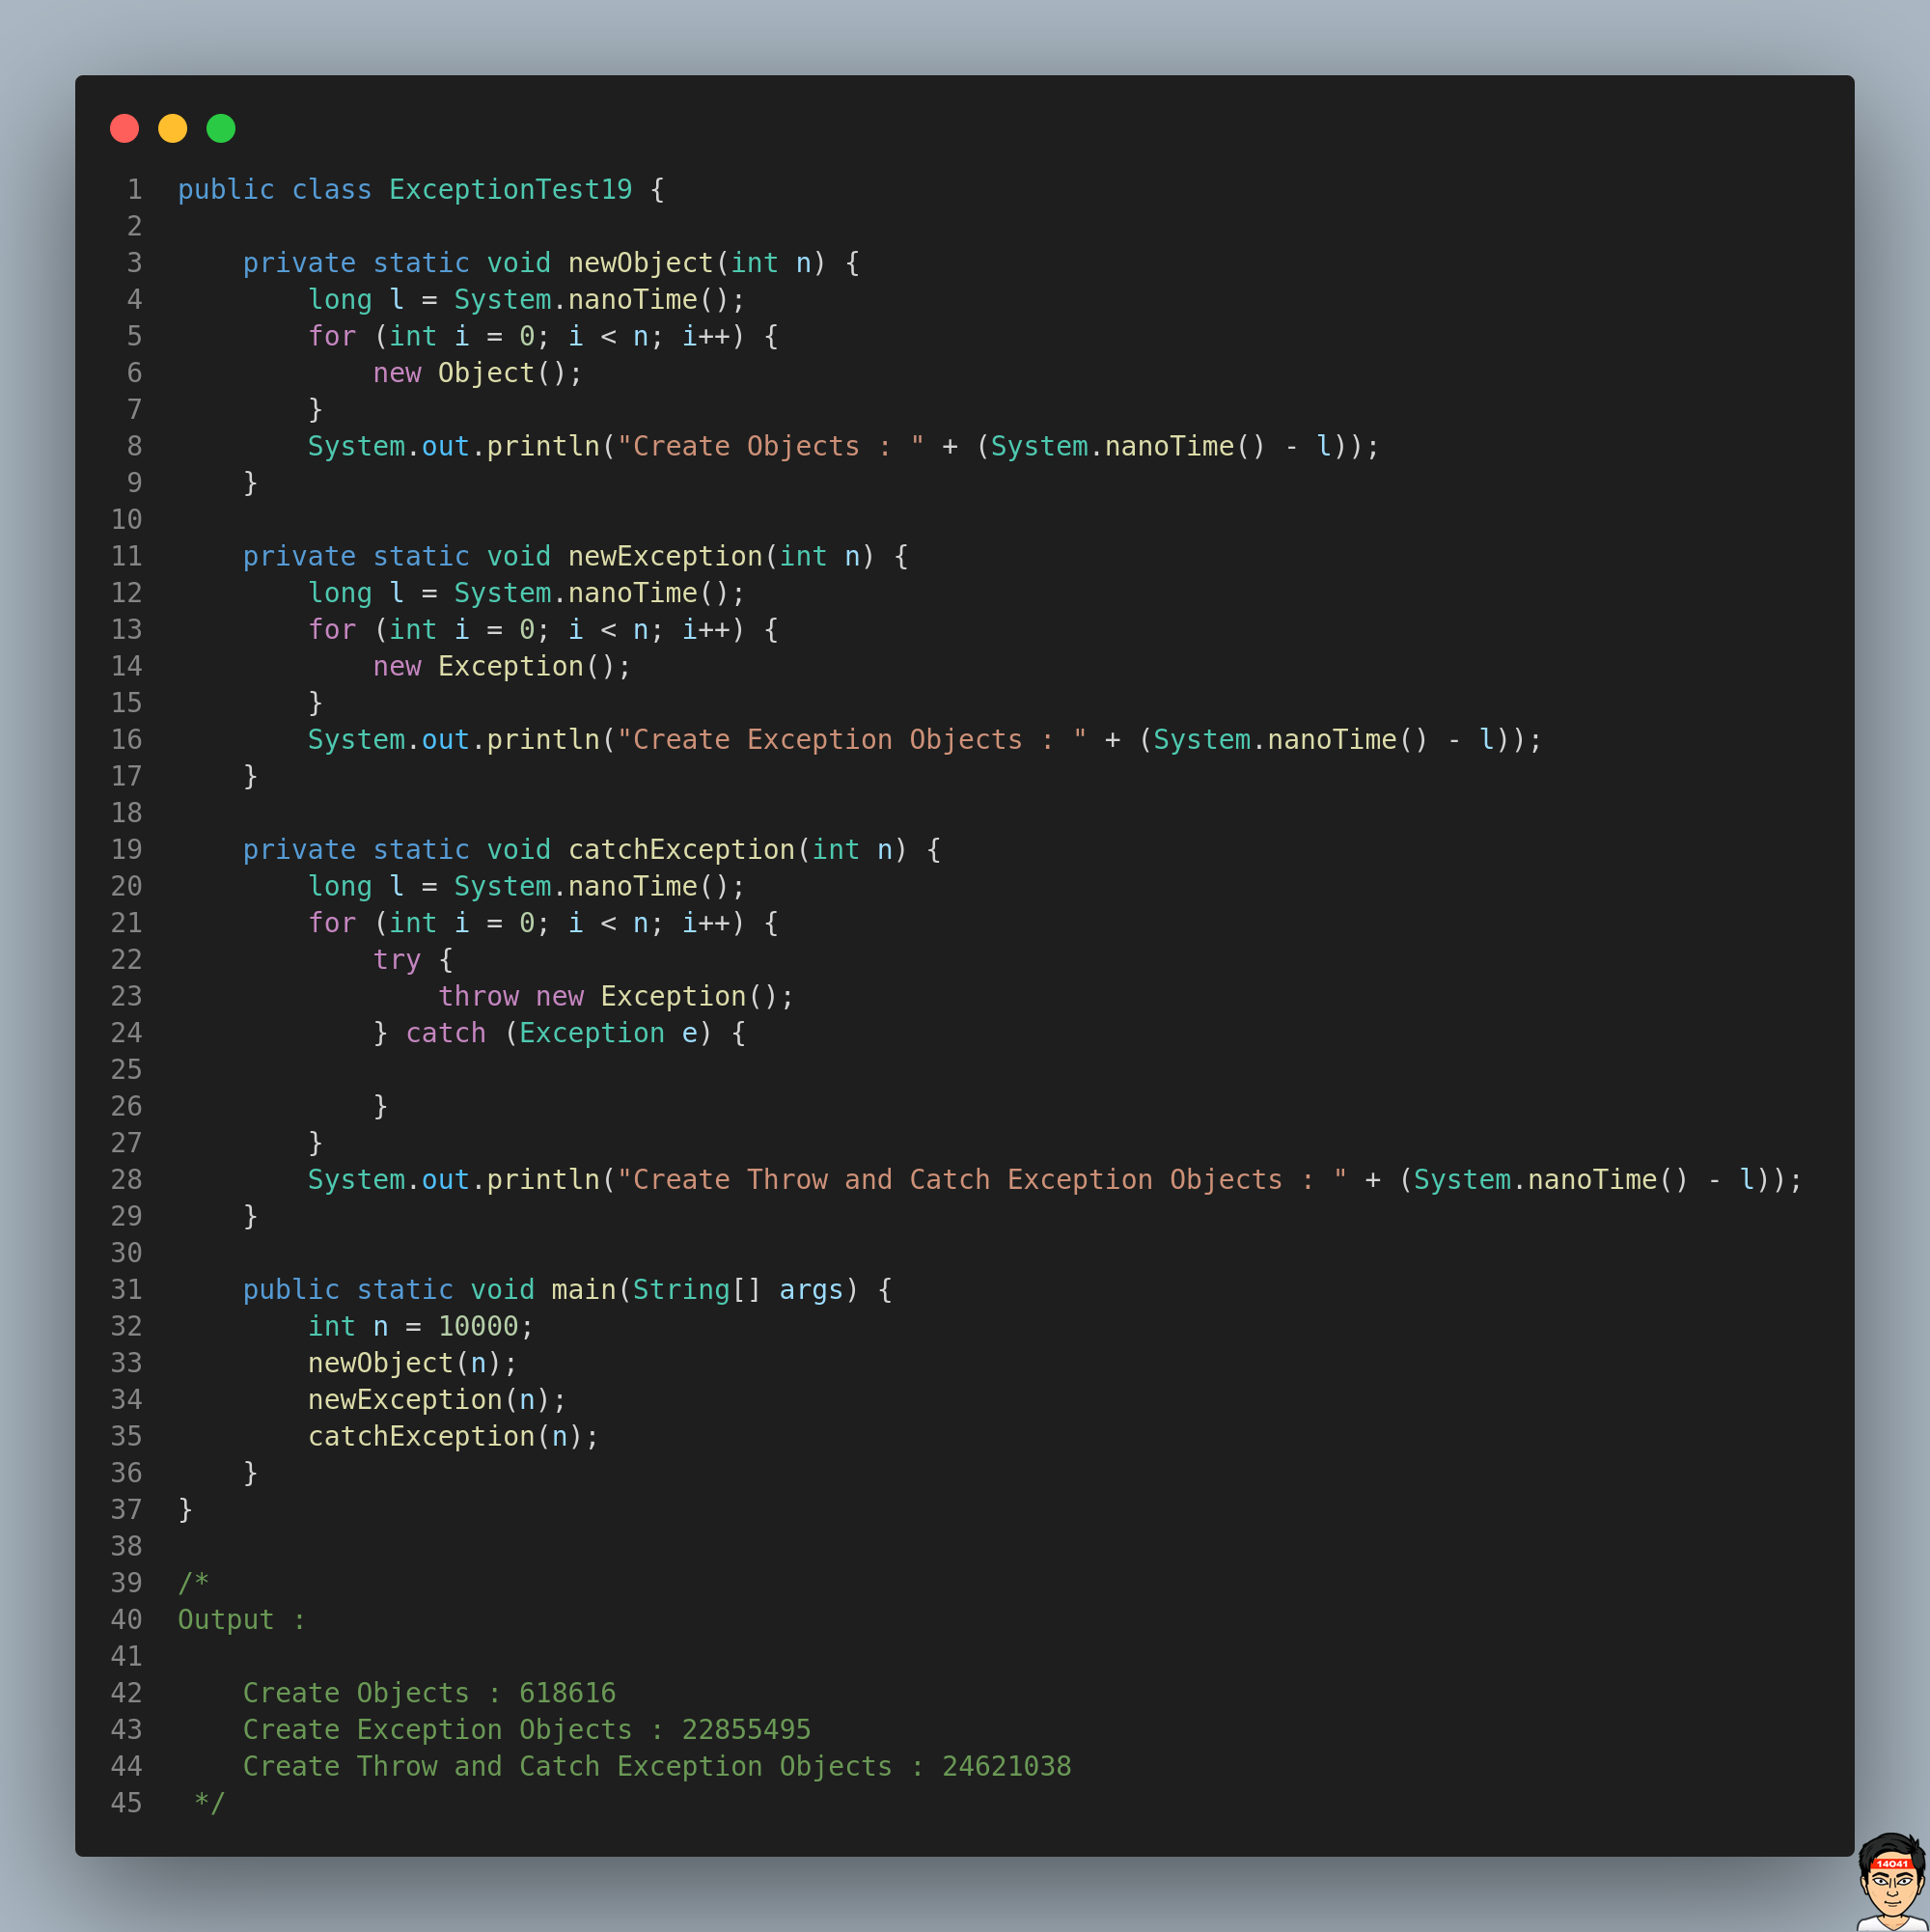 1 public class ExceptionTest19 {
2
3     private static void newObject(int n) {
4         long l = System.nanoTime();
5         for (int i = 0; i < n; i++) {
6             new Object();
7         }
8         System.out.println("Create Objects : " + (System.nanoTime() - l));
9     }
10
11     private static void newException(int n) {
12         long l = System.nanoTime();
13         for (int i = 0; i < n; i++) {
14             new Exception();
15         }
16         System.out.println("Create Exception Objects : " + (System.nanoTime() - l));
17     }
18
19     private static void catchException(int n) {
20         long l = System.nanoTime();
21         for (int i = 0; i < n; i++) {
22             try {
23                 throw new Exception();
24             } catch (Exception e) {
25
26             }
27         }
28         System.out.println("Create Throw and Catch Exception Objects : " + (System.nanoTime() - l));
29     }
30
31     public static void main(String[] args) {
32         int n = 10000;
33         newObject(n);
34         newException(n);
35         catchException(n);
36     }
37 }
38
39 /*
40 Output :
41
42     Create Objects : 618616
43     Create Exception Objects : 22855495
44     Create Throw and Catch Exception Objects : 24621038
45  */
14041